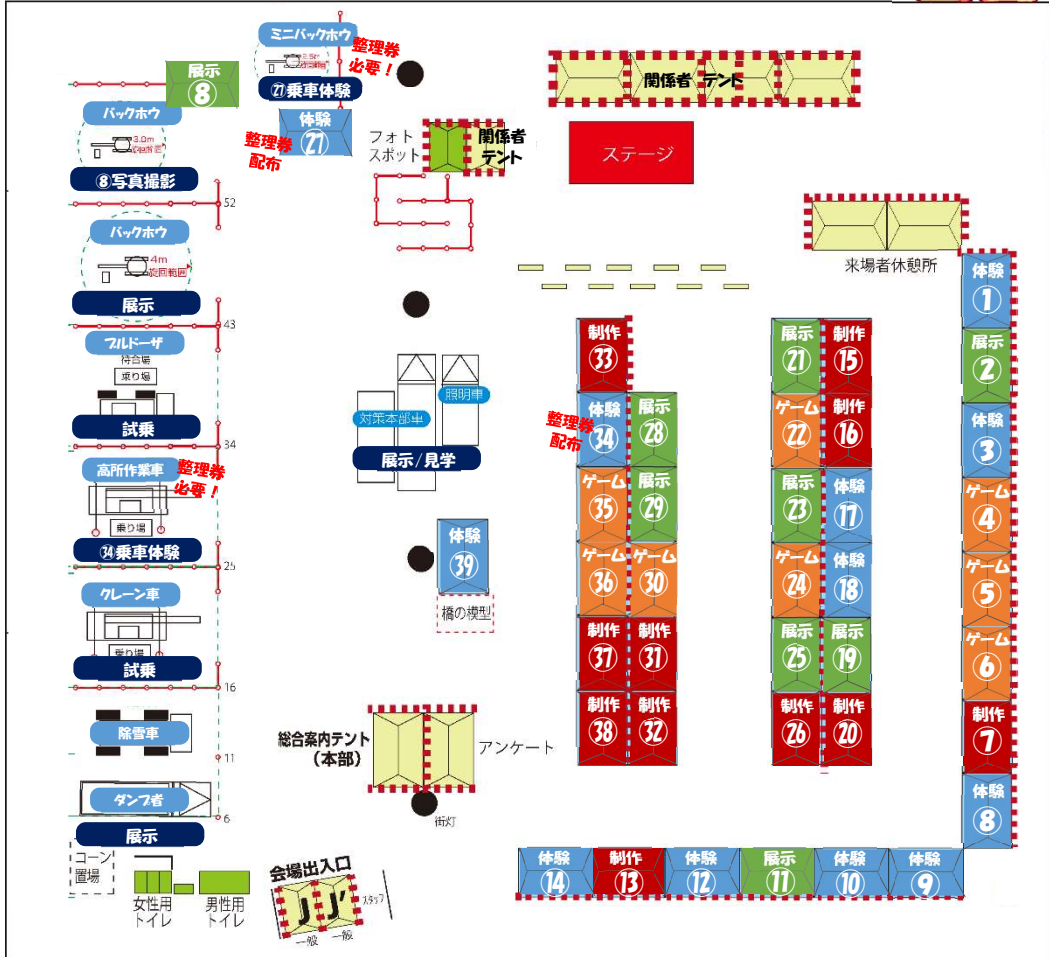 ミニバックホウ
整理券
必要！
2.5m
旋回範囲
㉗乗車体験
展示
⑧
体験
㉗
整理券
配布
バックホウ
3.0m
旋回範囲
⑧写真撮影
52
フォト
スポット
関係者
テント
関係者 テント
ステージ
来場者休憩所
バックホウ
4m
旋回範囲
展示
43
ブルドーザ
待合場
乗り場
試乗
34
高所作業車
整理券
必要！
乗り場
㉞乗車体験
25
クレーン車
乗り場
試乗
16
除雪車
11
ダンプ者
6
展示
コーン
置場
女性用
トイレ
男性用
トイレ
会場出入口
J J'
一般 一般
スタッフ
対策本部車
照明車
展示/見学
体験
㊴
橋の模型
総合案内テント
(本部)
アンケート
街灯
制作
㉝
整理券
配布
体験
㉞
展示
㉘
ゲーム
㉟
展示
㉙
ゲーム
㊱
ゲーム
㉚
制作
㊲
制作
㉛
制作
㊳
制作
㉜
展示
㉑
制作
⑮
ゲーム
㉒
制作
⑯
展示
㉓
体験
⑰
ゲーム
㉔
体験
⑱
展示
㉕
展示
⑲
制作
㉖
制作
⑳
体験
①
展示
②
体験
③
ゲーム
④
ゲーム
⑤
ゲーム
⑥
制作
⑦
体験
⑧
体験
⑭
制作
⑬
体験
⑫
展示
⑪
体験
⑩
体験
⑨